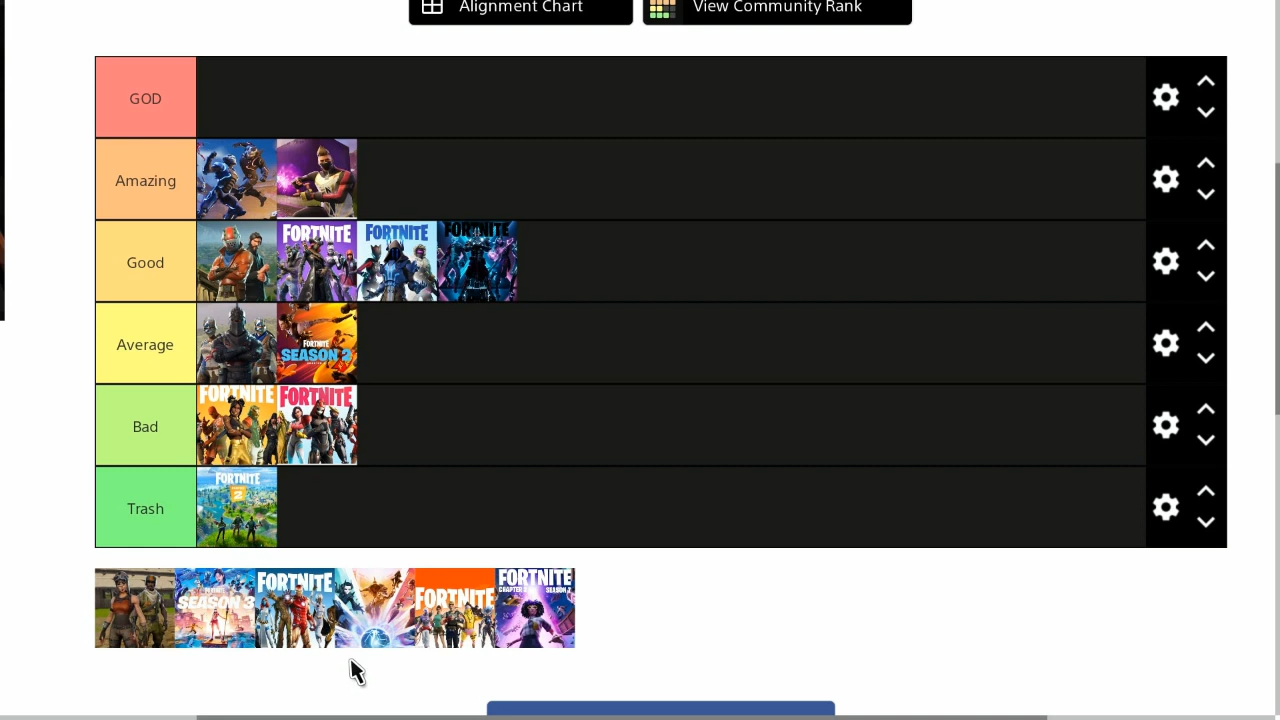 Alignment Chart
View Community Rank
GOD
Amazing
Good
FORTNITE
FORTNITE
FORTNITE
Average
FORTNITE
SEASON 2
Bad
FORTNITE
FORTNITE
Trash
FORTNITE
2
SEASON 3
FORTNITE
FORTNITE
FORTNITE
CHAPTER 2 SEASON 7